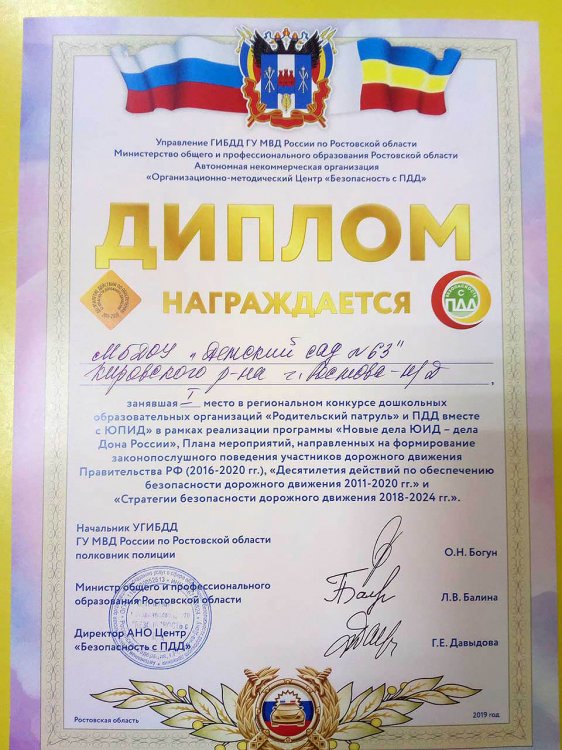 Управление ГИБДД ГУ МВД России по Ростовской области
Министерство общего и профессионального образования Ростовской области
Автономная некоммерческая организация
«Организационно-методический Центр «Безопасность с ПДД»
ДИПЛОМ
НАГРАЖДАЕТСЯ
БЕЗОПАСНОСТЬ
С
ПДД
МБДОУ „Детский сад №63"
Кировского р-на г. Ростова-н/Д,
занявшая I место в региональном конкурсе дошкольных
образовательных организаций «Родительский патруль» и ПДД вместе
с ЮПИД» в рамках реализации программы «Новые дела ЮИД – дела
Дона России», Плана мероприятий, направленных на формирование
законопослушного поведения участников дорожного движения
Правительства РФ (2016-2020 гг.), «Десятилетия действий по обеспечению
безопасности дорожного движения 2011-2020 гг.» и
«Стратегии безопасности дорожного движения 2018-2024 гг.».
Начальник УГИБДД
ГУ МВД России по Ростовской области
полковник полиции
О.Н. Богун
Министр общего и профессионального
образования Ростовской области
Л.В. Балина
Директор АНО Центр
«Безопасность с ПДД»
Г.Е. Давыдова
Ростовская область
2019 год